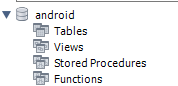 android
Tables
Views
Stored Procedures
Functions